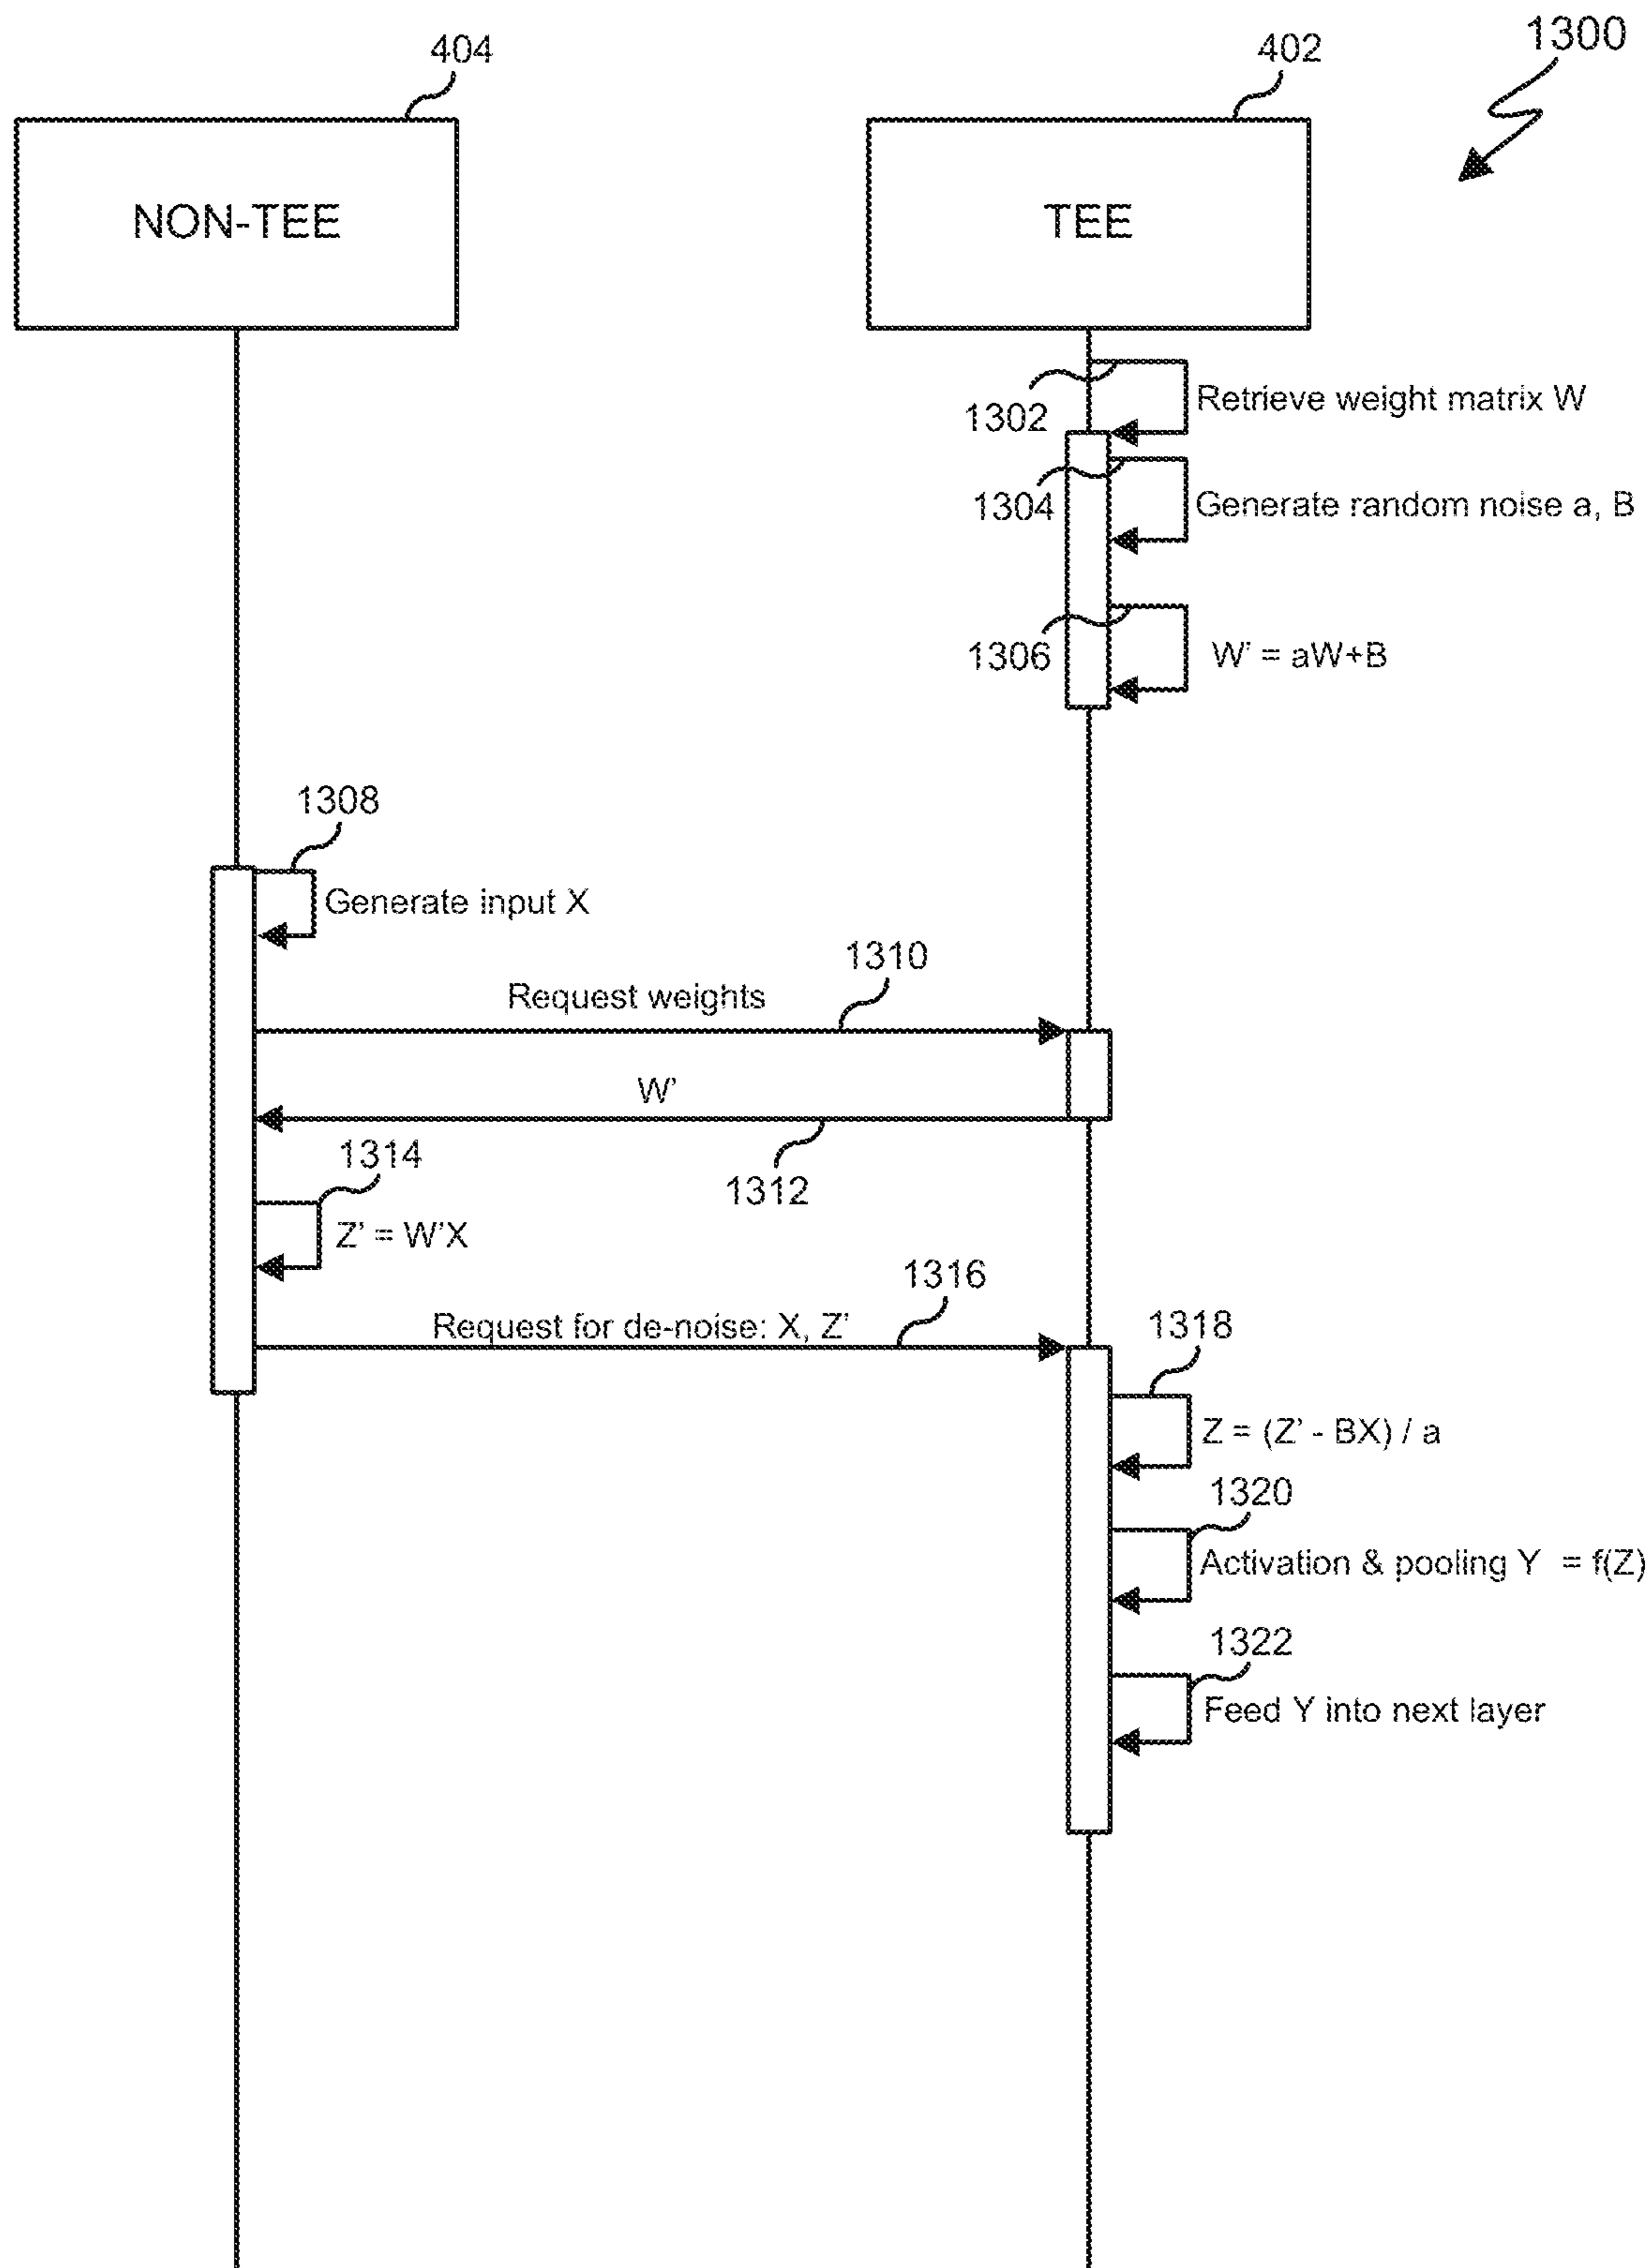 1300
404
402
NON-TEE
TEE
1302
Retrieve weight matrix W
1304
Generate random noise a, B
1306
W' = aW+B
1308
Generate input X
1310
Request weights
W'
1312
1314
Z' = W'X
1316
Request for de-noise: X, Z'
1318
Z = (Z' - BX) / a
1320
Activation & pooling Y = f(Z)
1322
Feed Y into next layer